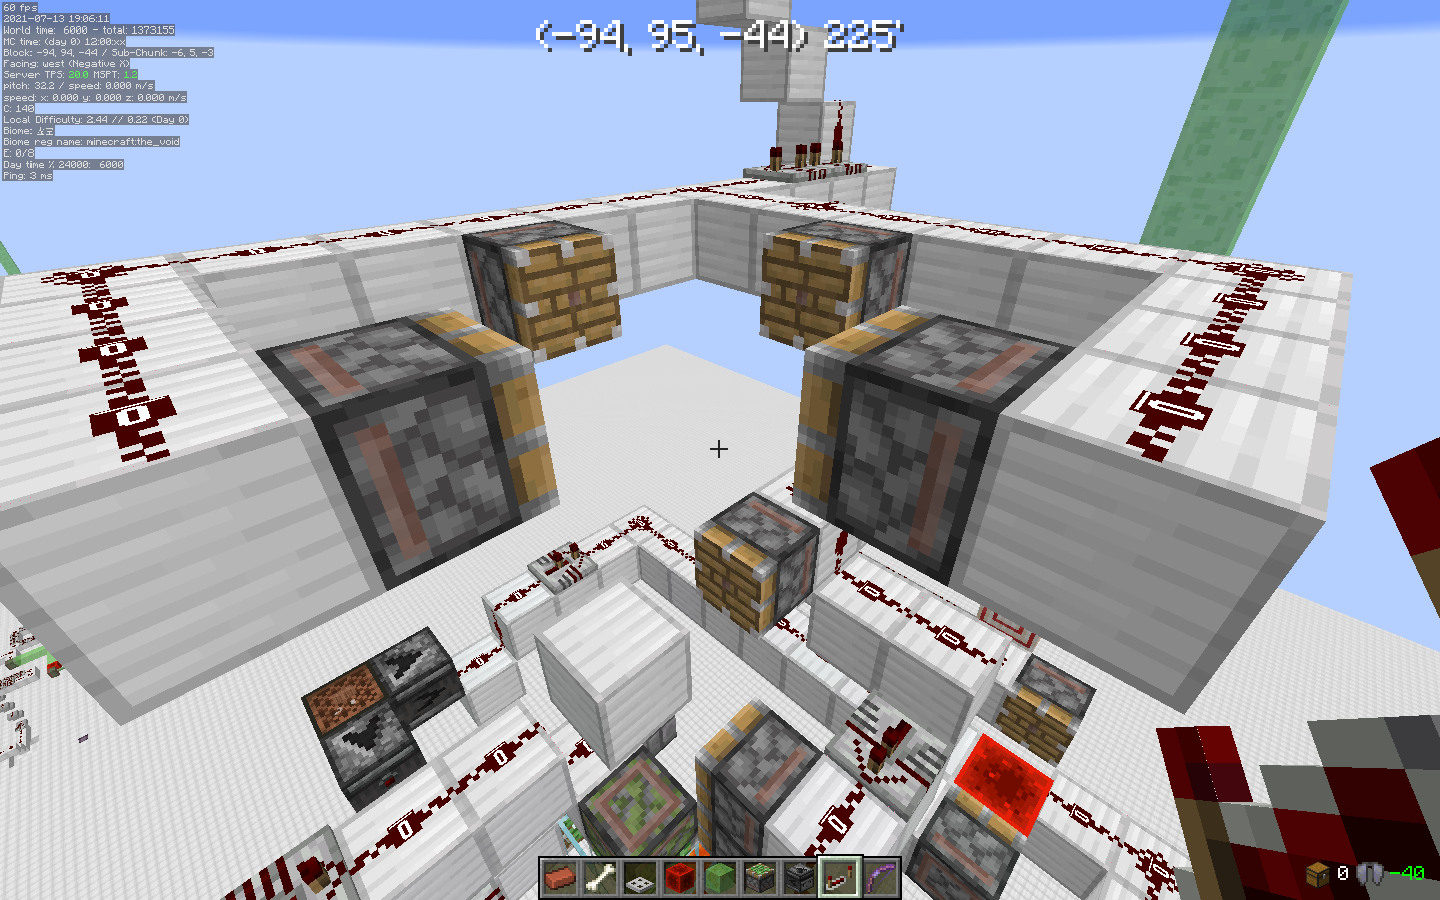 60 fps
2021-07-13 19:06:11
World time: 6000 - total: 1373155
MC time: (day 0) 12:00:xx
Block: -94, 94, -44 / Sub-Chunk: -6, 5, -3
Facing: west (Negative X)
Server TPS: 20.0 MSPT: 1.2
pitch: 32.2 / speed: 0.000 m/s
speed: x: 0.000 y: 0.000 z: 0.000 m/s
C: 140
Local Difficulty: 2.44 // 0.22 (Day 0)
Biome:
Biome reg name: minecraft:the_void
E: 0/8
Day time % 24000: 6000
Ping: 3 ms
(-94, 95, -44) 225°
0
-40